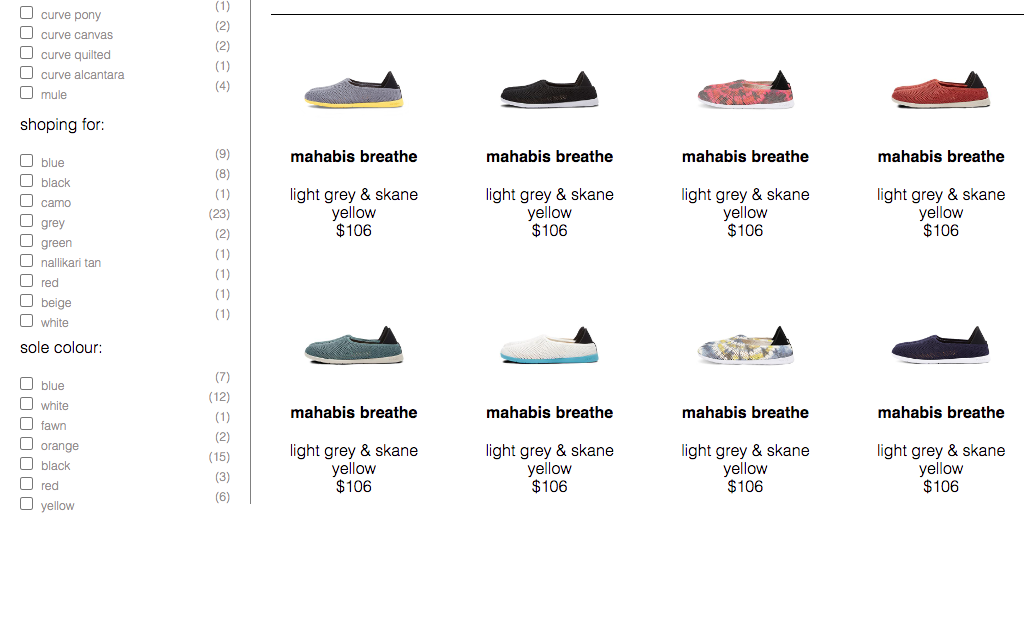 curve pony (1)
curve canvas (2)
curve quilted (2)
curve alcantara (1)
mule (4)
shoping for:
blue (9)
black (8)
camo (1)
grey (23)
green (2)
nallikari tan (1)
red (1)
beige (1)
white (1)
sole colour:
blue (7)
white (12)
fawn (1)
orange (2)
black (15)
red (3)
yellow (6)
mahabis breathe
light grey & skane
yellow
$106
mahabis breathe
light grey & skane
yellow
$106
mahabis breathe
light grey & skane
yellow
$106
mahabis breathe
light grey & skane
yellow
$106
mahabis breathe
light grey & skane
yellow
$106
mahabis breathe
light grey & skane
yellow
$106
mahabis breathe
light grey & skane
yellow
$106
mahabis breathe
light grey & skane
yellow
$106